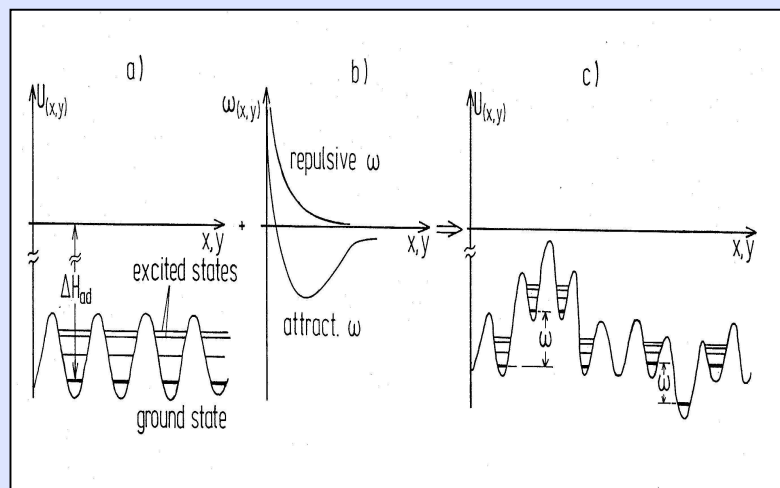 a)
U(x,y)
x,y
≈
≈
ΔHad
excited states
ground state
+
b)
ω(x,y)
repulsive ω
x,y
attract. ω
⇒
c)
U(x,y)
x,y
≈
ω
ω